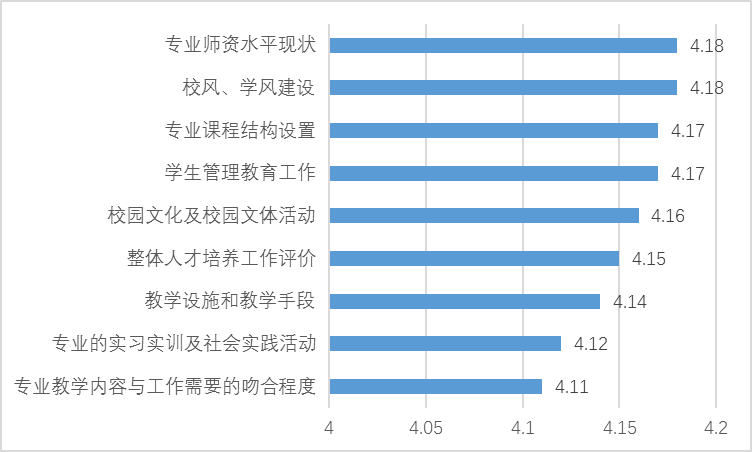 专业师资水平现状 4.18
校风、学风建设 4.18
专业课程结构设置 4.17
学生管理教育工作 4.17
校园文化及校园文体活动 4.16
整体人才培养工作评价 4.15
教学设施和教学手段 4.14
专业的实习实训及社会实践活动 4.12
专业教学内容与工作需要的吻合程度 4.11
4 4.05 4.1 4.15 4.2